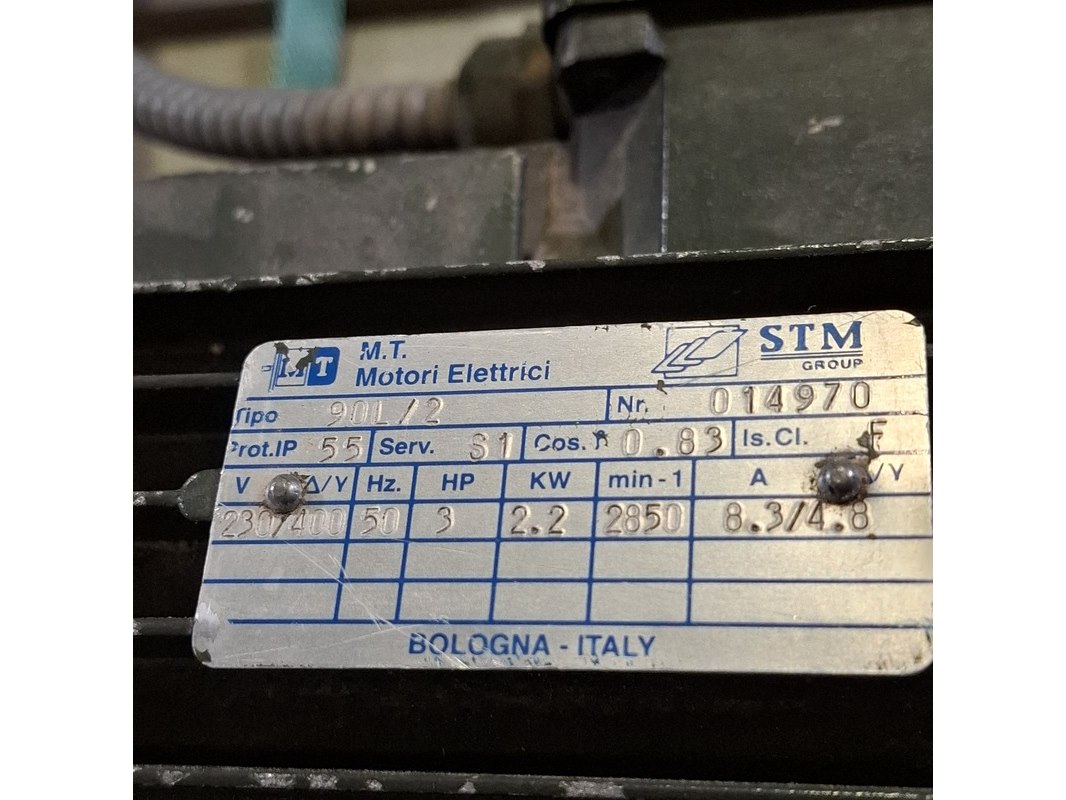 MT M.T. STM
Motori Elettrici GROUP
Tipo 90L/2 Nr. 014970
Prot.IP 55 Serv. S1 Cos. 0.83 Is.Cl. F
V Δ/Y Hz. HP KW min-1 A /Y
230/400 50 3 2.2 2850 8.3/4.8
BOLOGNA - ITALY